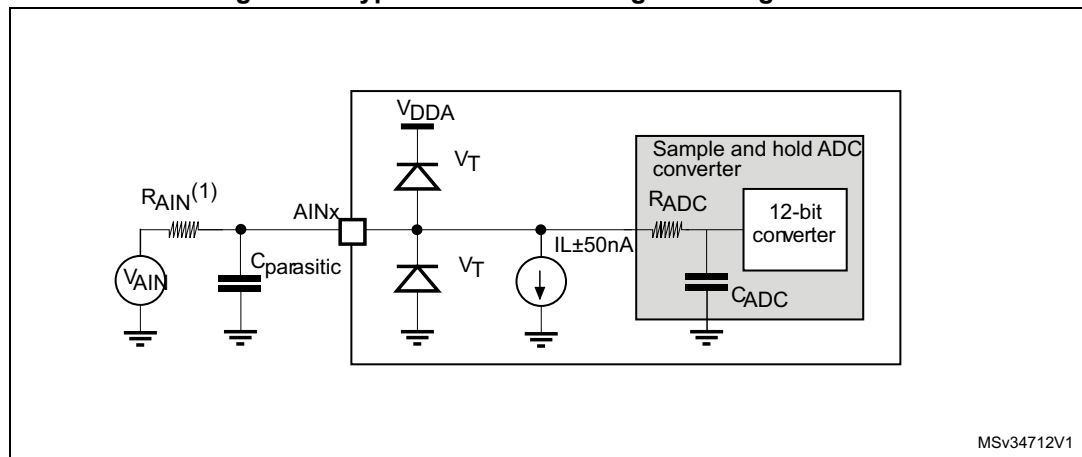 VDDA
VT
Sample and hold ADC
converter
RAIN(1)
AINx
RADC
12-bit
converter
IL±50nA
VAIN
Cparasitic
VT
CADC
MSv34712V1